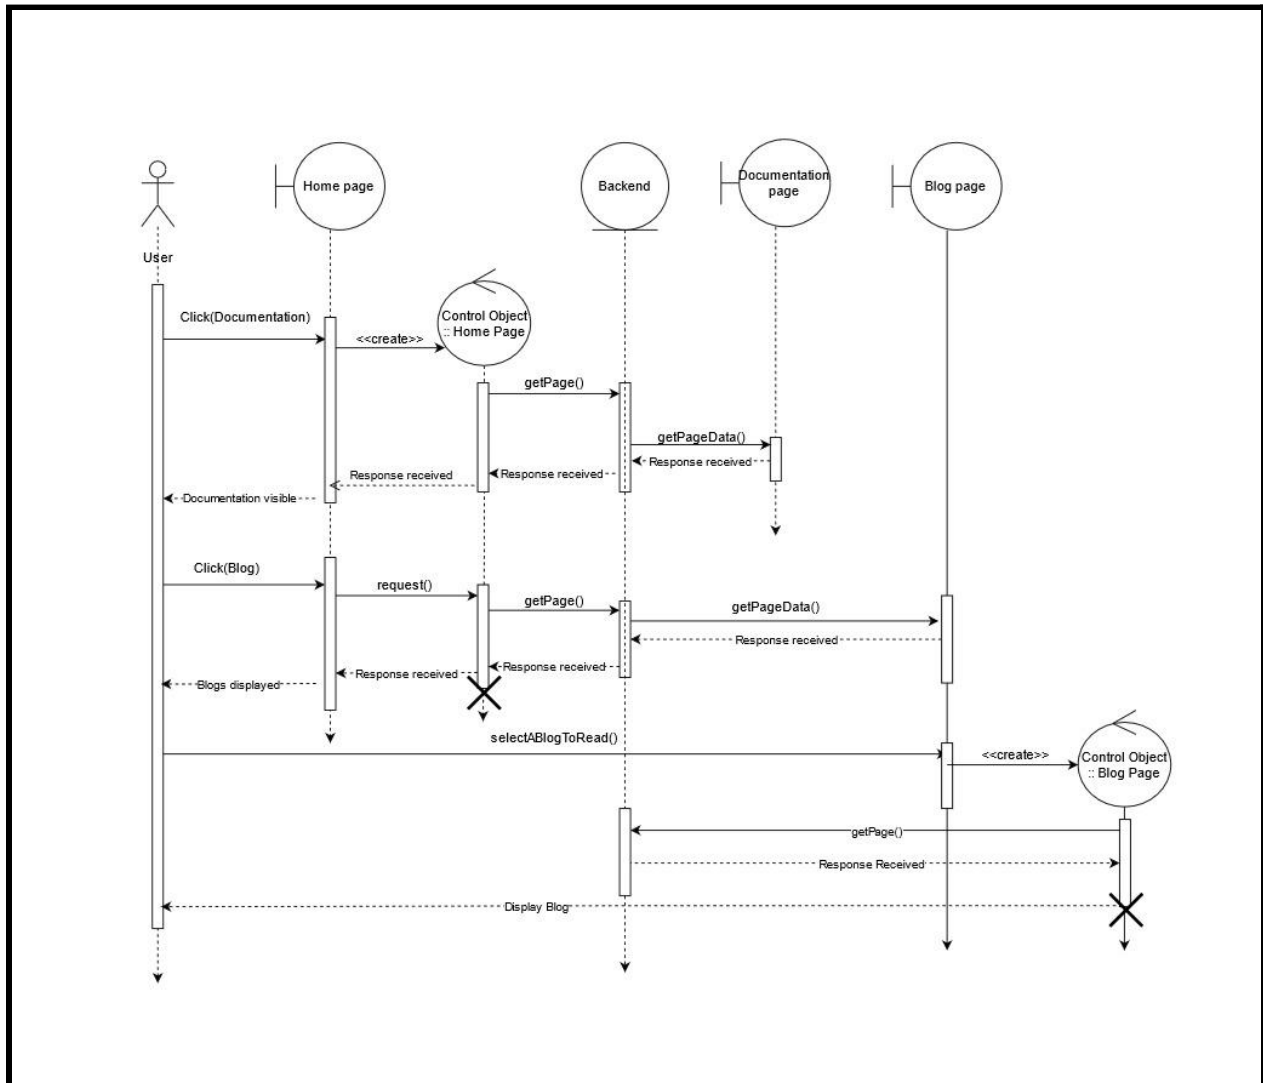 Home page
Backend
Documentation
page
Blog page
User
Control Object
:: Home Page
Click(Documentation)
<<create>>
getPage()
getPageData()
Response received
Response received
Response received
Documentation visible
Click(Blog)
request()
getPage()
getPageData()
Response received
Response received
Response received
Blogs displayed
selectABlogToRead()
<<create>>
Control Object
:: Blog Page
getPage()
Response Received
Display Blog